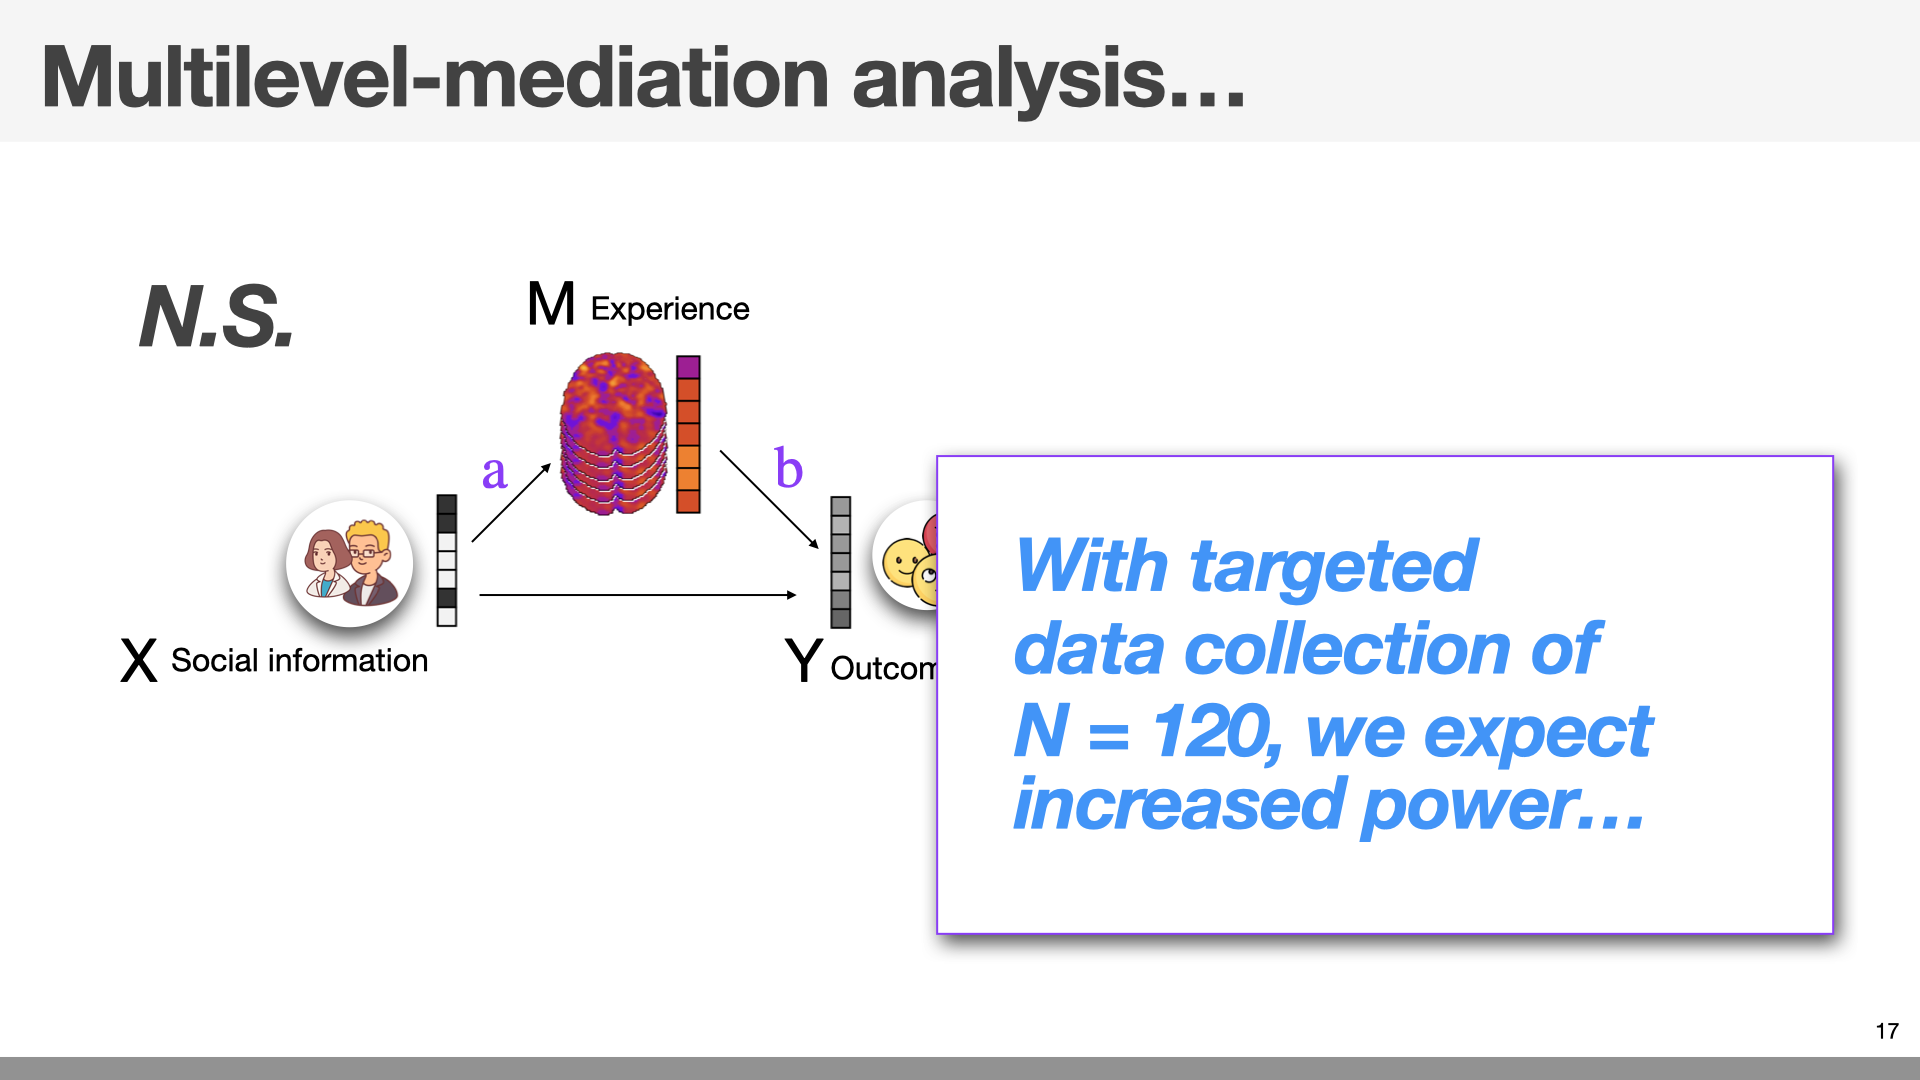 Multilevel-mediation analysis…
N.S.
M Experience
a
b
X Social information
Y Outcom
With targeted
data collection of
N = 120, we expect
increased power…
17